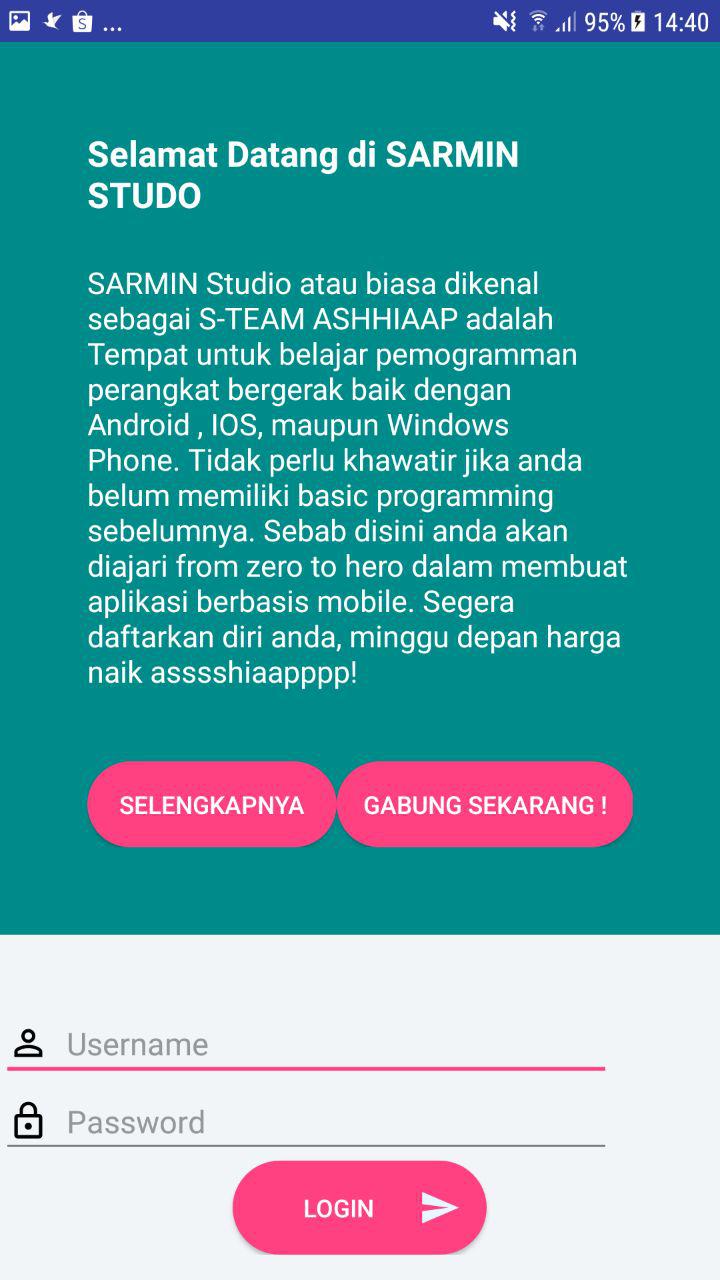 ... 95% 14:40
Selamat Datang di SARMIN
STUDO
SARMIN Studio atau biasa dikenal
sebagai S-TEAM ASHHIAAP adalah
Tempat untuk belajar pemogramman
perangkat bergerak baik dengan
Android , IOS, maupun Windows
Phone. Tidak perlu khawatir jika anda
belum memiliki basic programming
sebelumnya. Sebab disini anda akan
diajari from zero to hero dalam membuat
aplikasi berbasis mobile. Segera
daftarkan diri anda, minggu depan harga
naik asssshiaapppp!
SELENGKAPNYA GABUNG SEKARANG !
Username
Password
LOGIN